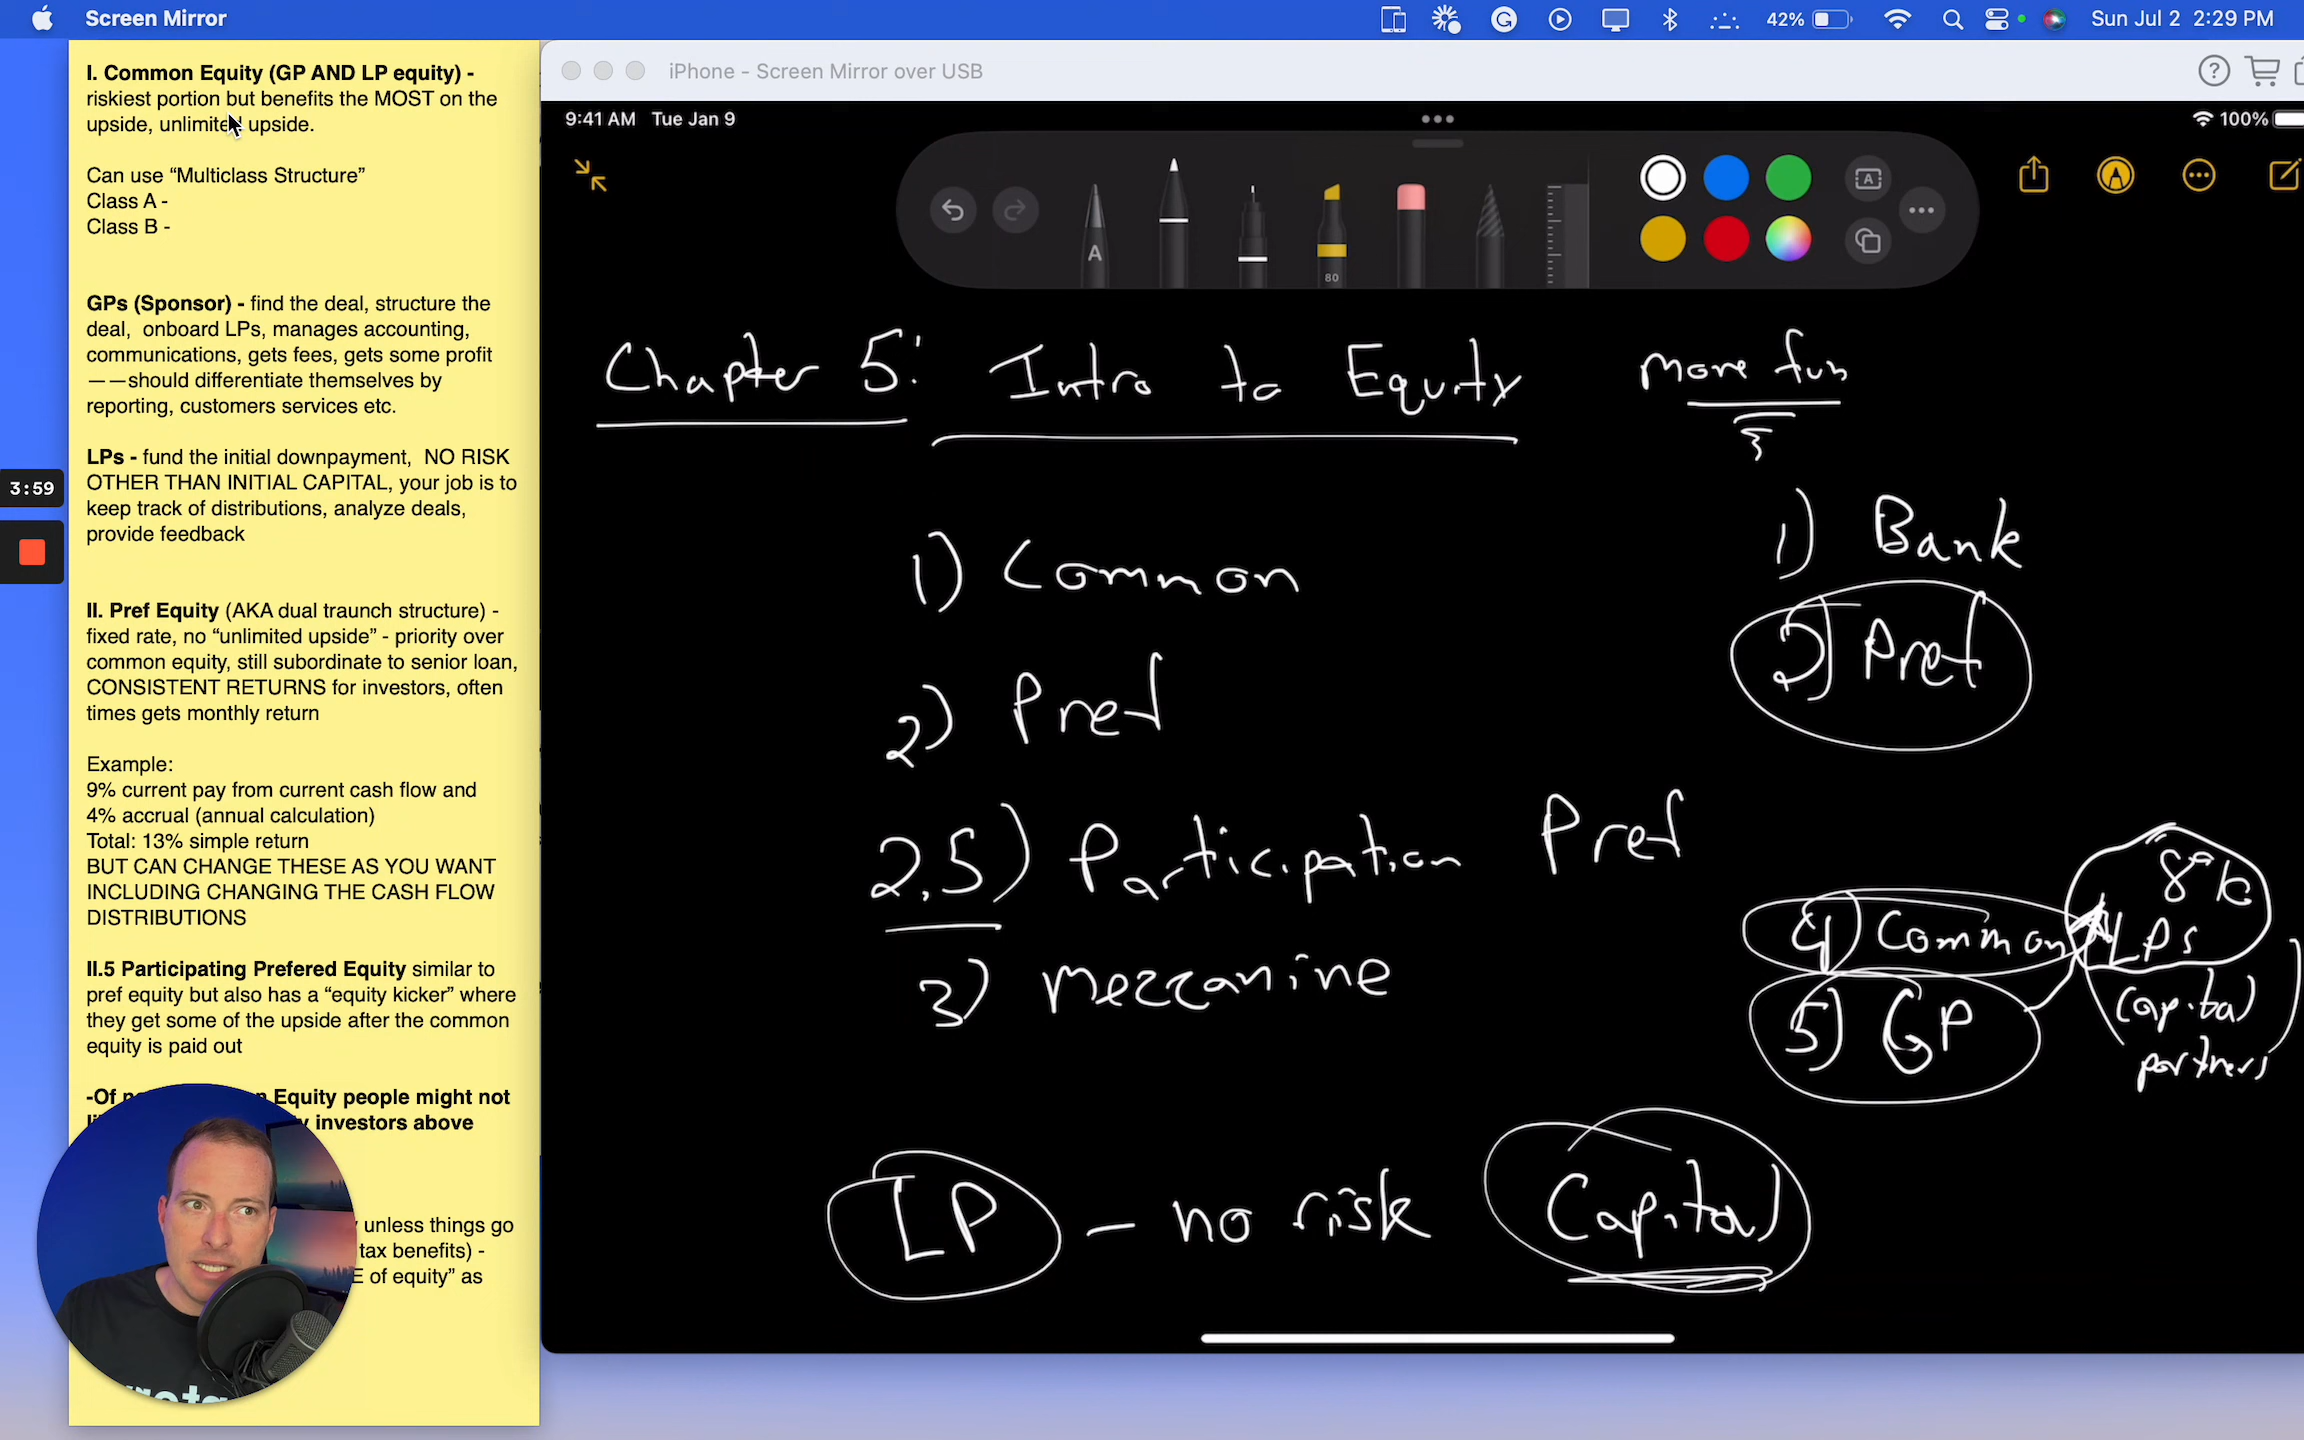 Screen Mirror
42%
Sun Jul 2 2:29 PM
I. Common Equity (GP AND LP equity) -
riskiest portion but benefits the MOST on the
upside, unlimited upside.
Can use “Multiclass Structure”
Class A -
Class B -
GPs (Sponsor) - find the deal, structure the
deal, onboard LPs, manages accounting,
communications, gets fees, gets some profit
——should differentiate themselves by
reporting, customers services etc.
LPs - fund the initial downpayment, NO RISK
OTHER THAN INITIAL CAPITAL, your job is to
keep track of distributions, analyze deals,
provide feedback
3:59
II. Pref Equity (AKA dual traunch structure) -
fixed rate, no “unlimited upside” - priority over
common equity, still subordinate to senior loan,
CONSISTENT RETURNS for investors, often
times gets monthly return
Example:
9% current pay from current cash flow and
4% accrual (annual calculation)
Total: 13% simple return
BUT CAN CHANGE THESE AS YOU WANT
INCLUDING CHANGING THE CASH FLOW
DISTRIBUTIONS
II.5 Participating Prefered Equity similar to
pref equity but also has a “equity kicker” where
they get some of the upside after the common
equity is paid out
-Of Equity people might not
investors above
unless things go
tax benefits) -
of equity” as
iPhone - Screen Mirror over USB
9:41 AM Tue Jan 9
100%
A
80
A
Chapter 5: Intro to Equity
more fun
1) Common
2) Pref
2.5) Participation Pref
3) Mezzanine
1) Bank
2) Pref
4) Common
LPs
(capital
partners)
5) GP
LP - no risk Capital